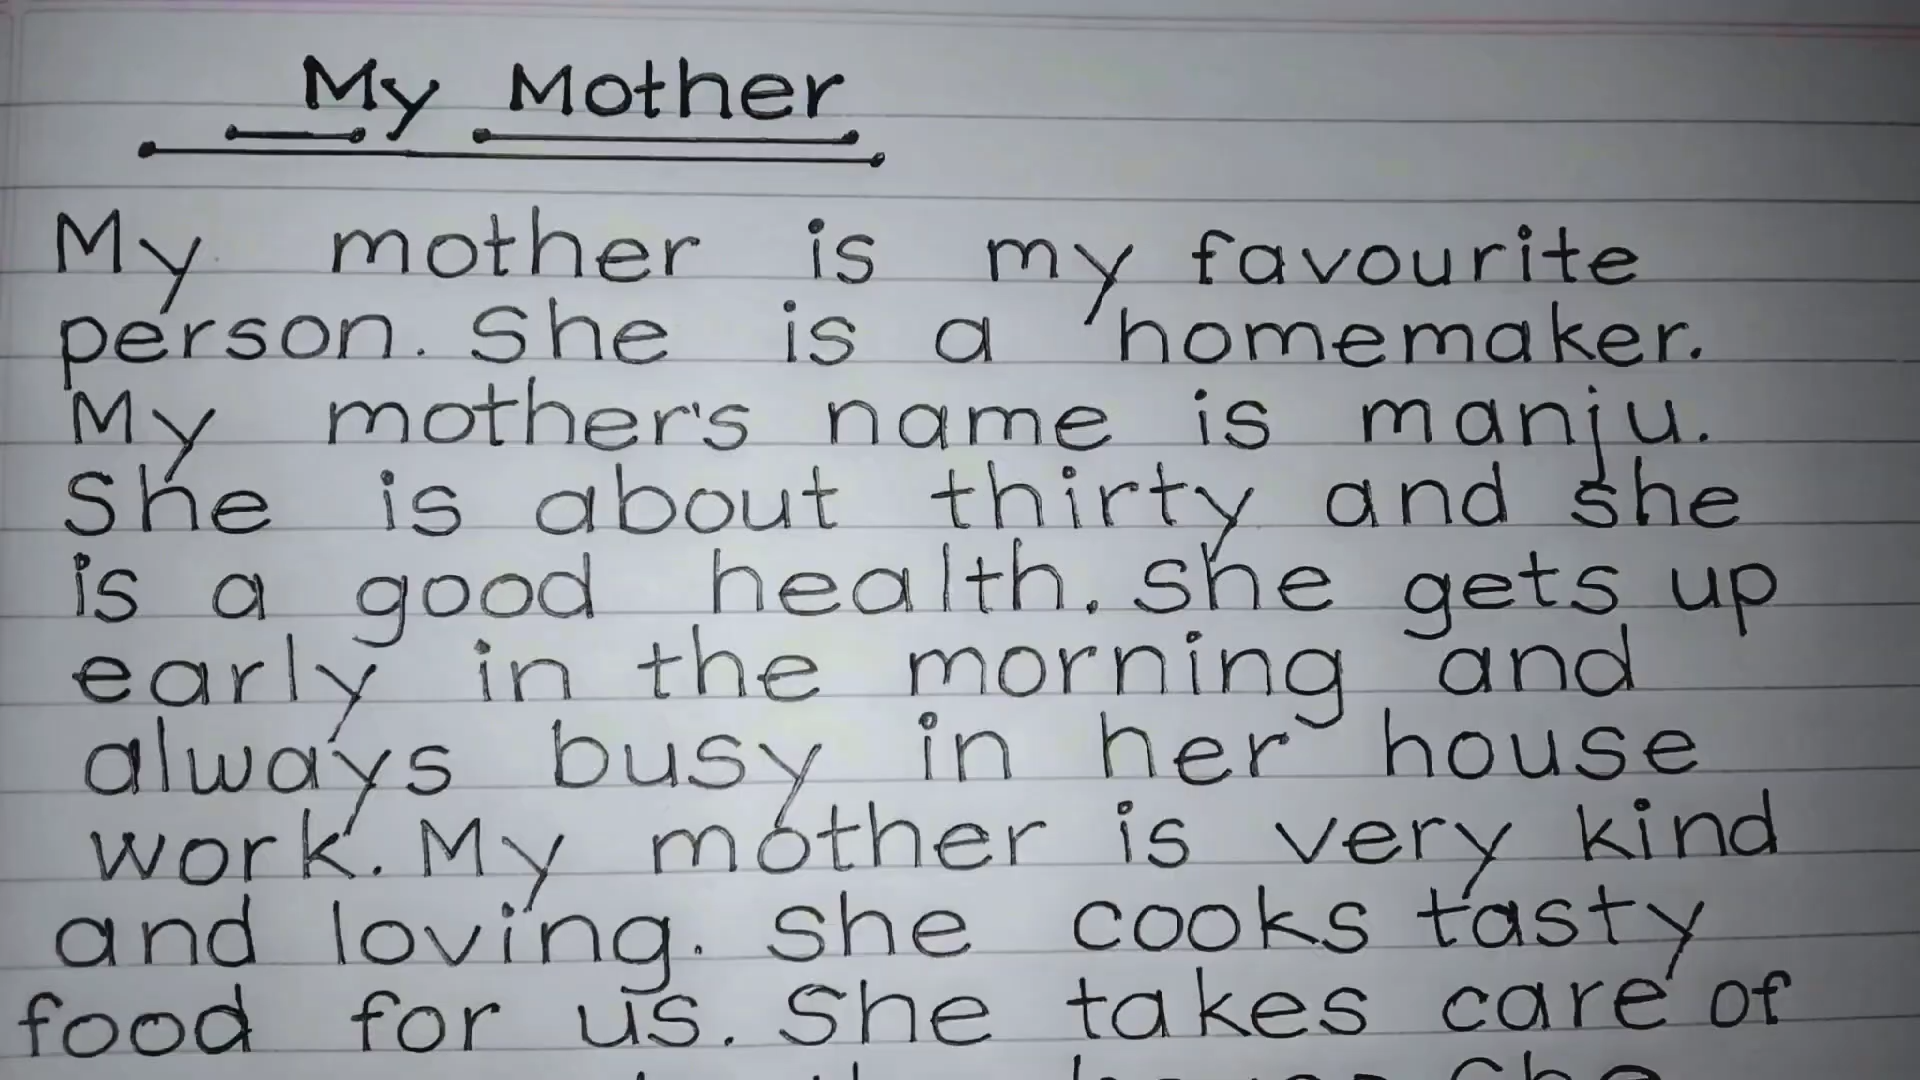 My Mother
My mother is my favourite
person. She is a homemaker.
My mother's name is manju.
She is about thirty and she
is a good health. She gets up
early in the morning and
always busy in her house
work. My mother is very kind
and loving. She cooks tasty
food for us. She takes care of
She